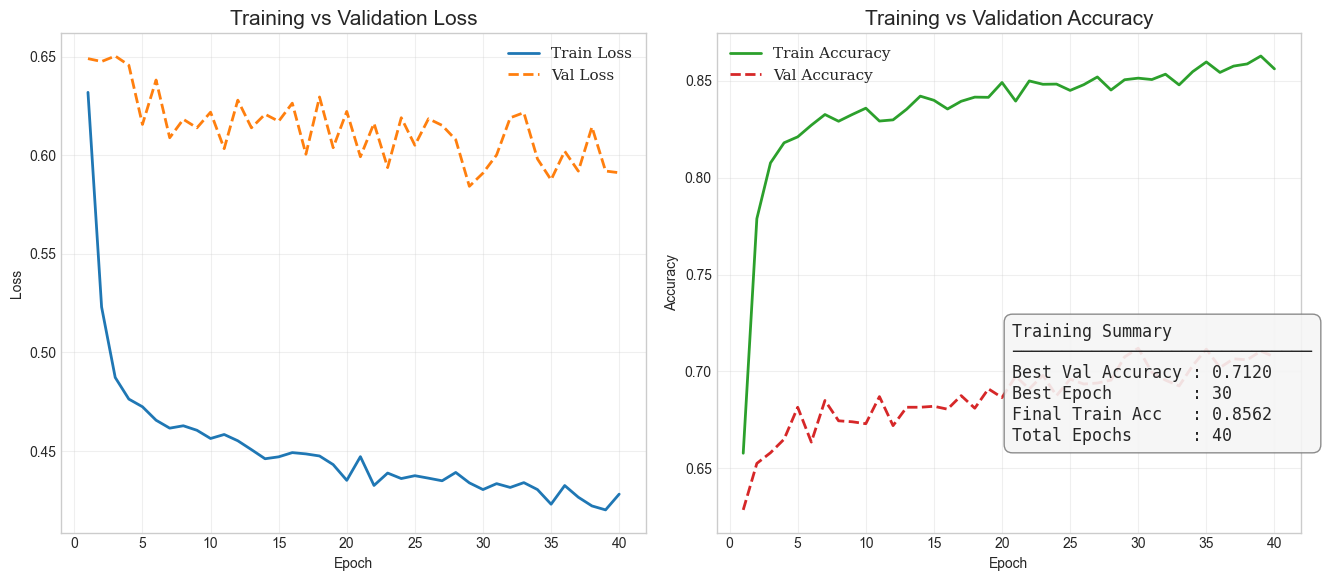 Training vs Validation Loss
Train Loss
Val Loss
0.65
0.60
0.55
0.50
0.45
Loss
0 5 10 15 20 25 30 35 40
Epoch
Training vs Validation Accuracy
Train Accuracy
Val Accuracy
0.85
0.80
0.75
0.70
0.65
Accuracy
Training Summary
Best Val Accuracy : 0.7120
Best Epoch : 30
Final Train Acc : 0.8562
Total Epochs : 40
0 5 10 15 20 25 30 35 40
Epoch